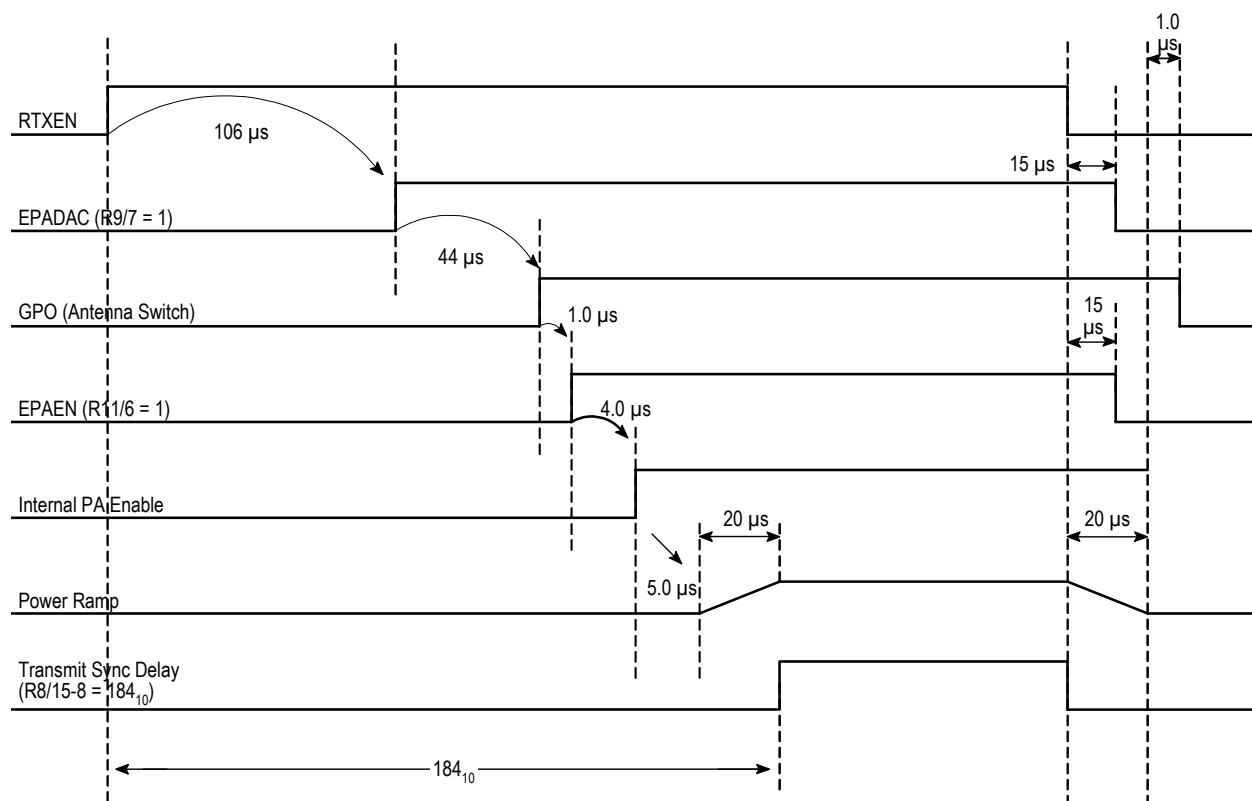 1.0
µs
RTXEN
106 µs
15 µs
EPADAC (R9/7 = 1)
44 µs
GPO (Antenna Switch)
1.0 µs
15
µs
EPAEN (R11/6 = 1)
4.0 µs
Internal PA Enable
20 µs
20 µs
5.0 µs
Power Ramp
Transmit Sync Delay
(R8/15-8 = 184₁₀)
184₁₀